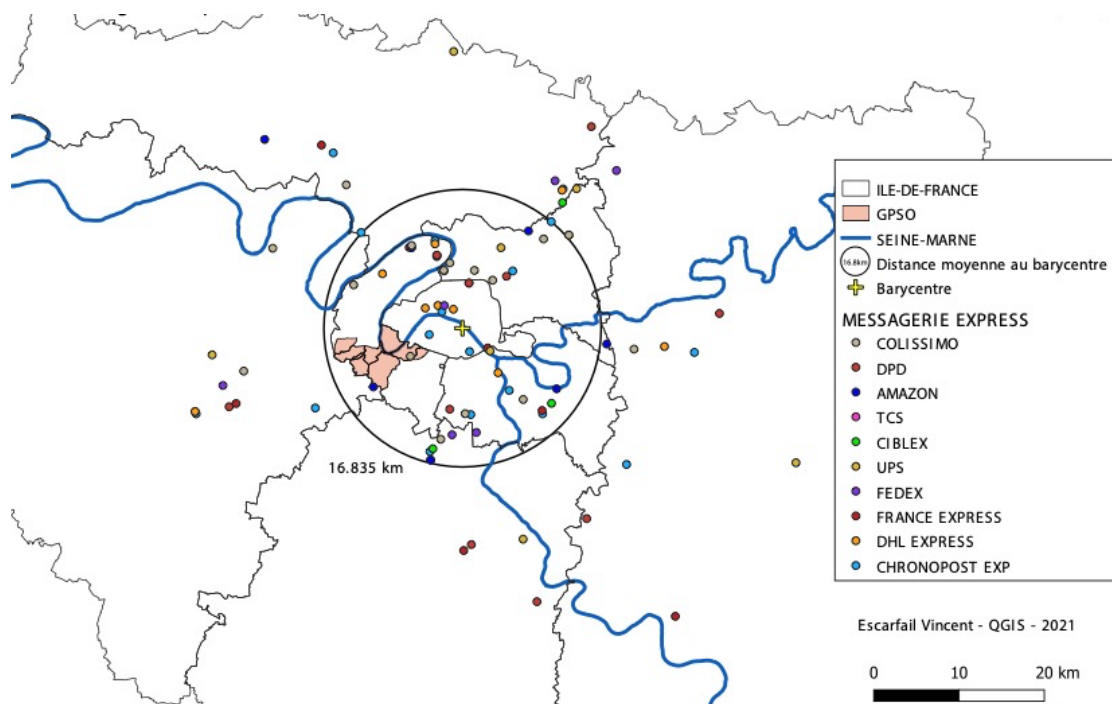 ILE-DE-FRANCE
GPSO
SEINE-MARNE
16.8km
Distance moyenne au barycentre
Barycentre
MESSAGERIE EXPRESS
COLISSIMO
DPD
AMAZON
TCS
CIBLEX
UPS
FEDEX
FRANCE EXPRESS
DHL EXPRESS
CHRONOPOST EXP
16.835 km
Escarfail Vincent - QGIS - 2021
0 10 20 km